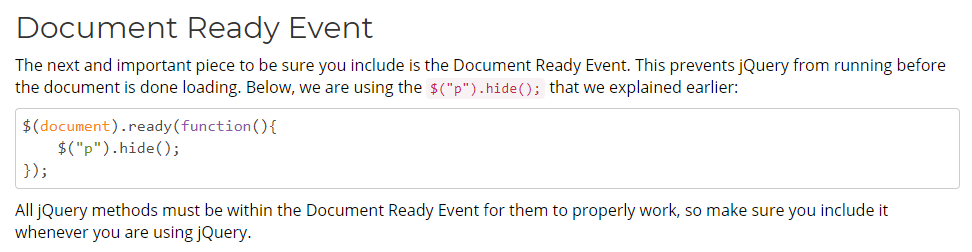 Document Ready Event
The next and important piece to be sure you include is the Document Ready Event. This prevents jQuery from running before
the document is done loading. Below, we are using the $("p").hide(); that we explained earlier:
$(document).ready(function(){
    $("p").hide();
});
All jQuery methods must be within the Document Ready Event for them to properly work, so make sure you include it
whenever you are using jQuery.